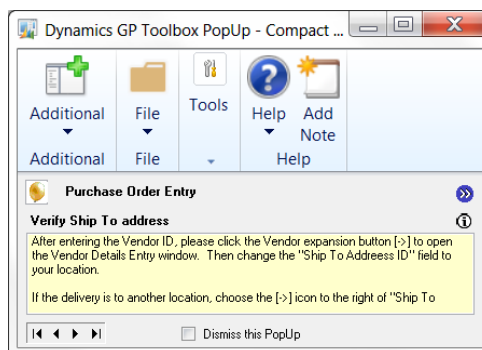 Dynamics GP Toolbox PopUp - Compact ...
Additional File Tools Help Add Note
Additional File Help
Purchase Order Entry
Verify Ship To address
After entering the Vendor ID, please click the Vendor expansion button [->] to open
the Vendor Details Entry window. Then change the "Ship To Addreess ID" field to
your location.
If the delivery is to another location, choose the [->] icon to the right of "Ship To
Dismiss this PopUp